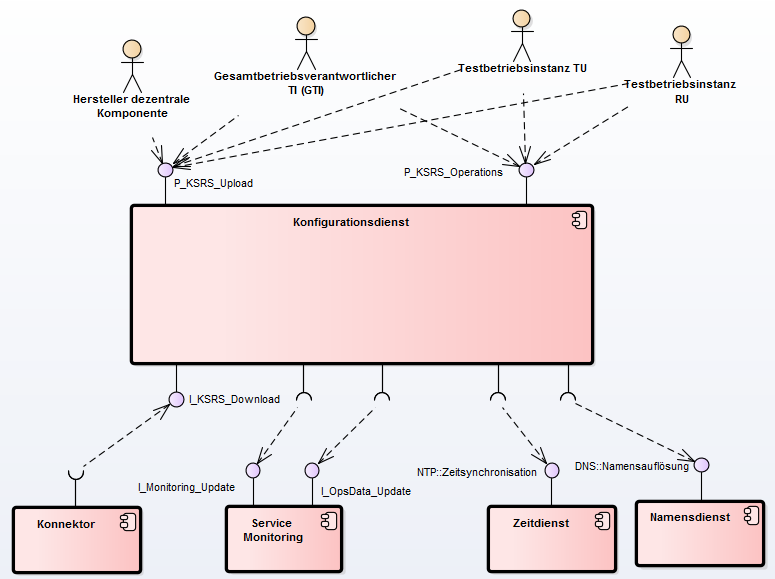 Hersteller dezentrale
Komponente
Gesamtbetriebsverantwortlicher
TI (GTI)
Testbetriebsinstanz TU
Testbetriebsinstanz
RU
P_KSRS_Upload
P_KSRS_Operations
Konfigurationsdienst
I_KSRS_Download
I_Monitoring_Update
I_OpsData_Update
NTP::Zeitsynchronisation
DNS::Namensauflösung
Konnektor
Service
Monitoring
Zeitdienst
Namensdienst